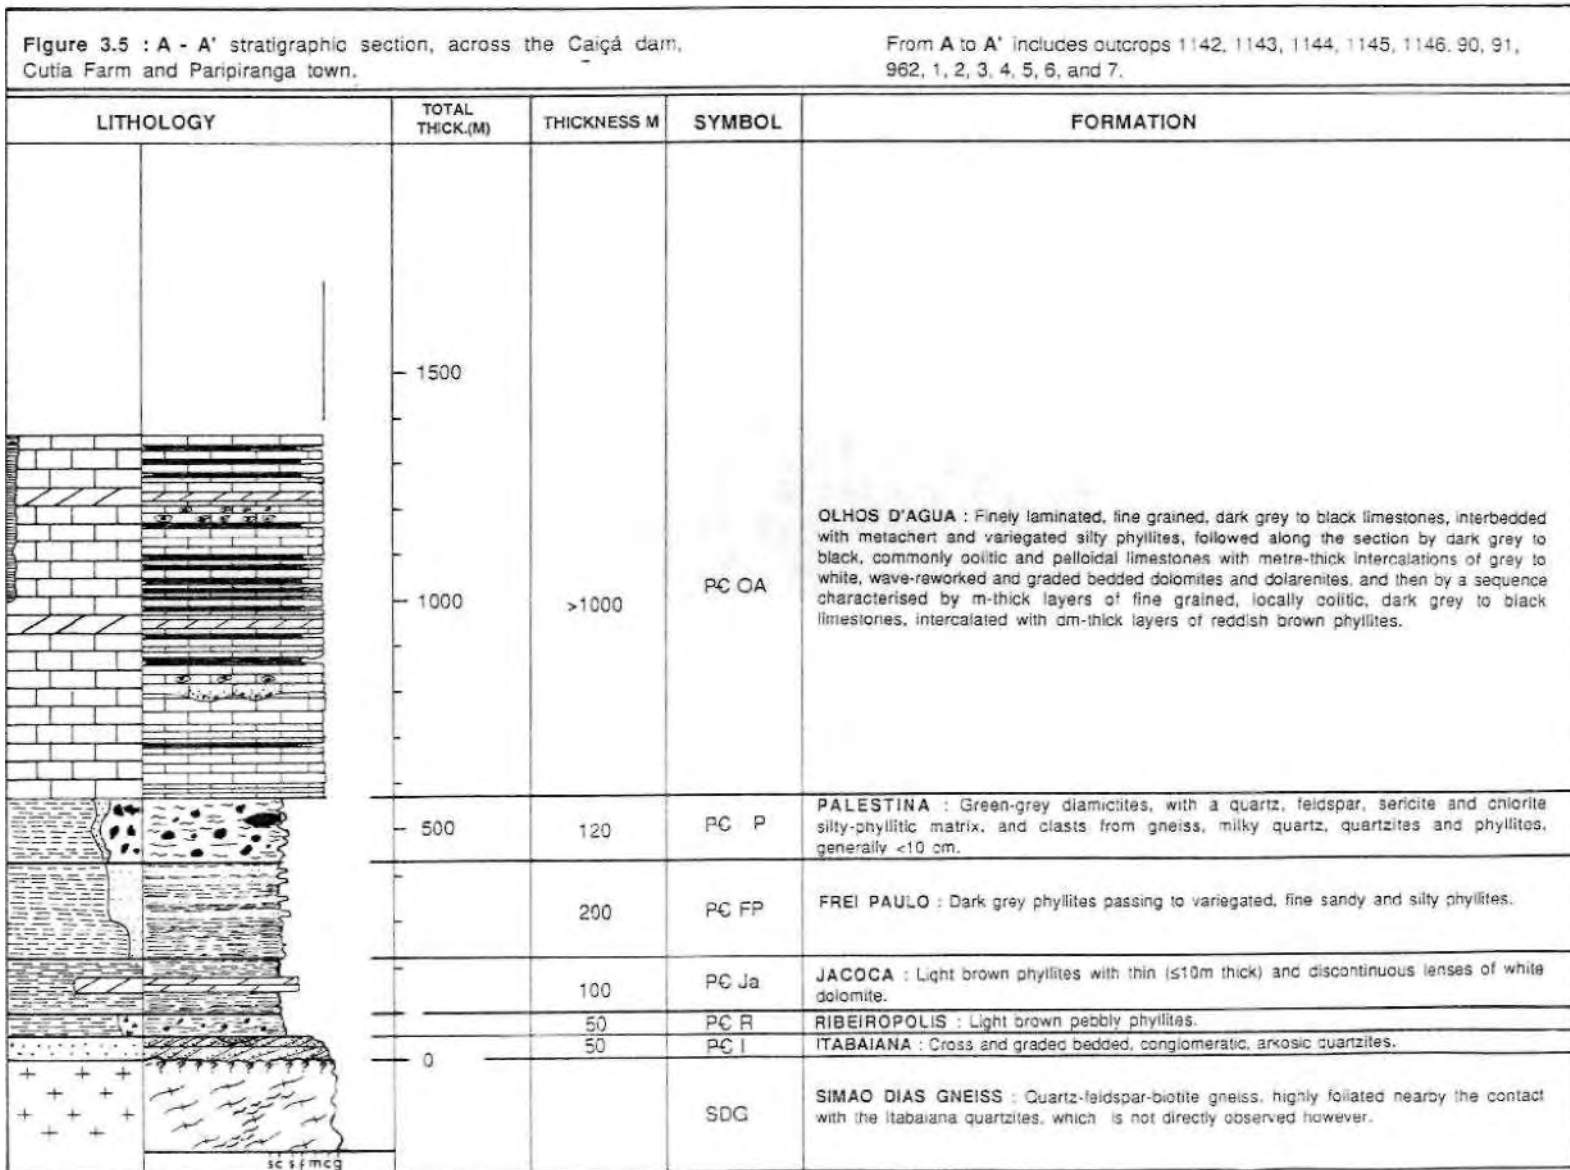 Figure 3.5 : A - A' stratigraphic section, across the Caiçá dam,
Cutia Farm and Paripiranga town.
From A to A' includes outcrops 1142, 1143, 1144, 1145, 1146, 90, 91,
962, 1, 2, 3, 4, 5, 6, and 7.
LITHOLOGY
TOTAL
THICK.(M)
THICKNESS M
SYMBOL
FORMATION
1500
1000
>1000
PЄ OA
OLHOS D'AGUA : Finely laminated, fine grained, dark grey to black limestones, interbedded
with metachert and variegated silty phyllites, followed along the section by dark grey to
black, commonly oolitic and pelloidal limestones with metre-thick intercalations of grey to
white, wave-reworked and graded bedded dolomites and dolarenites, and then by a sequence
characterised by m-thick layers of fine grained, locally oolitic, dark grey to black
limestones, intercalated with dm-thick layers of reddish brown phyllites.
500
120
PЄ P
PALESTINA : Green-grey diamictites, with a quartz, feldspar, sericite and chlorite
silty-phyllitic matrix, and clasts from gneiss, milky quartz, quartzites and phyllites,
generally <10 cm.
200
PЄ FP
FREI PAULO : Dark grey phyllites passing to variegated, fine sandy and silty phyllites.
100
PЄ Ja
JACOCA : Light brown phyllites with thin (≤10m thick) and discontinuous lenses of white
dolomite.
50
PЄ R
RIBEIROPOLIS : Light brown pebbly phyllites.
50
PЄ I
ITABAIANA : Cross and graded bedded, conglomeratic, arkosic quartzites.
0
SDG
SIMAO DIAS GNEISS : Quartz-feldspar-biotite gneiss, highly foliated nearby the contact
with the Itabaiana quartzites, which is not directly observed however.
s c s f m c g